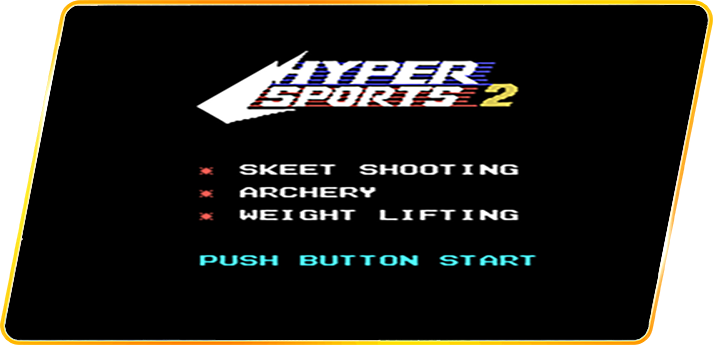 HYPER
SPORTS 2
SKEET SHOOTING
ARCHERY
WEIGHT LIFTING
PUSH BUTTON START